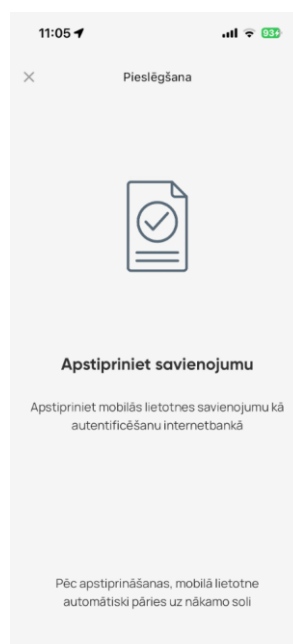 11:05
93
Pieslēgšana
Apstipriniet savienojumu
Apstipriniet mobilās lietotnes savienojumu kā
autentificēšanu internetbankā
Pēc apstiprināšanas, mobilā lietotne
automātiski pāries uz nākamo soli